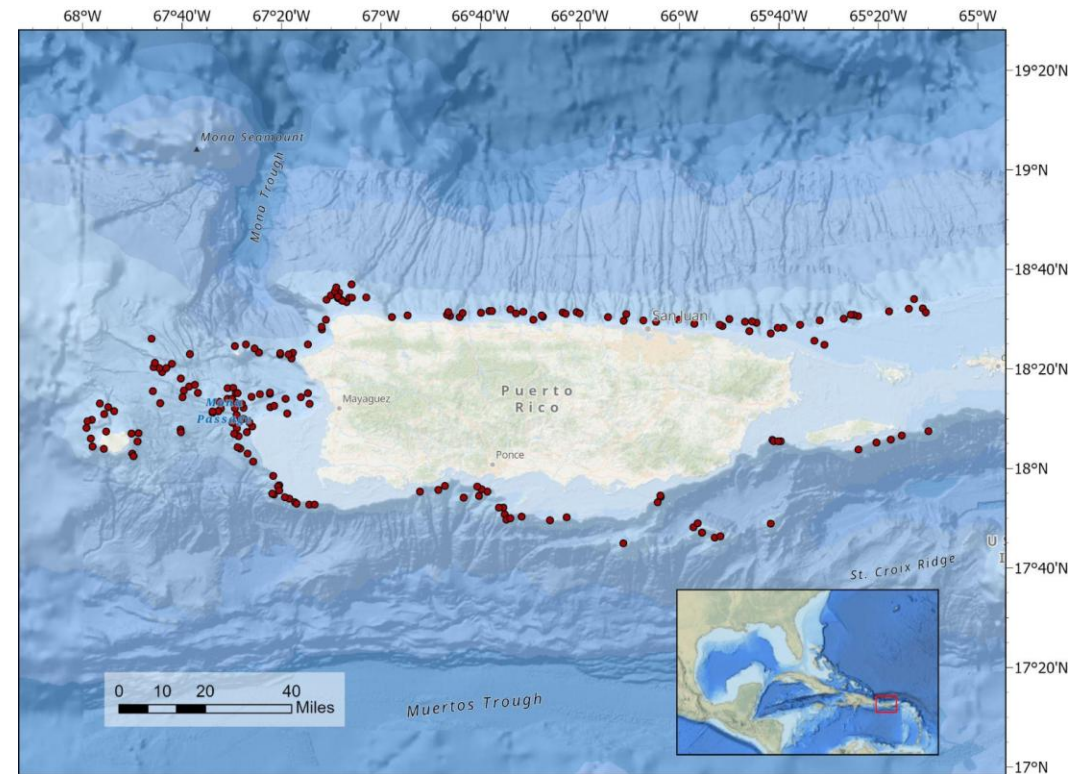 68°W 67°40'W 67°20'W 67°W 66°40'W 66°20'W 66°W 65°40'W 65°20'W 65°W
19°20'N
Mona Seamount
19°N
Mona Trough
18°40'N
San Juan
18°20'N
Puerto
Rico
Mayaguez
Mona
Passage
Ponce
18°N
U S
I
St. Croix Ridge
17°40'N
17°20'N
0 10 20 40
Miles
Muertos Trough
17°N